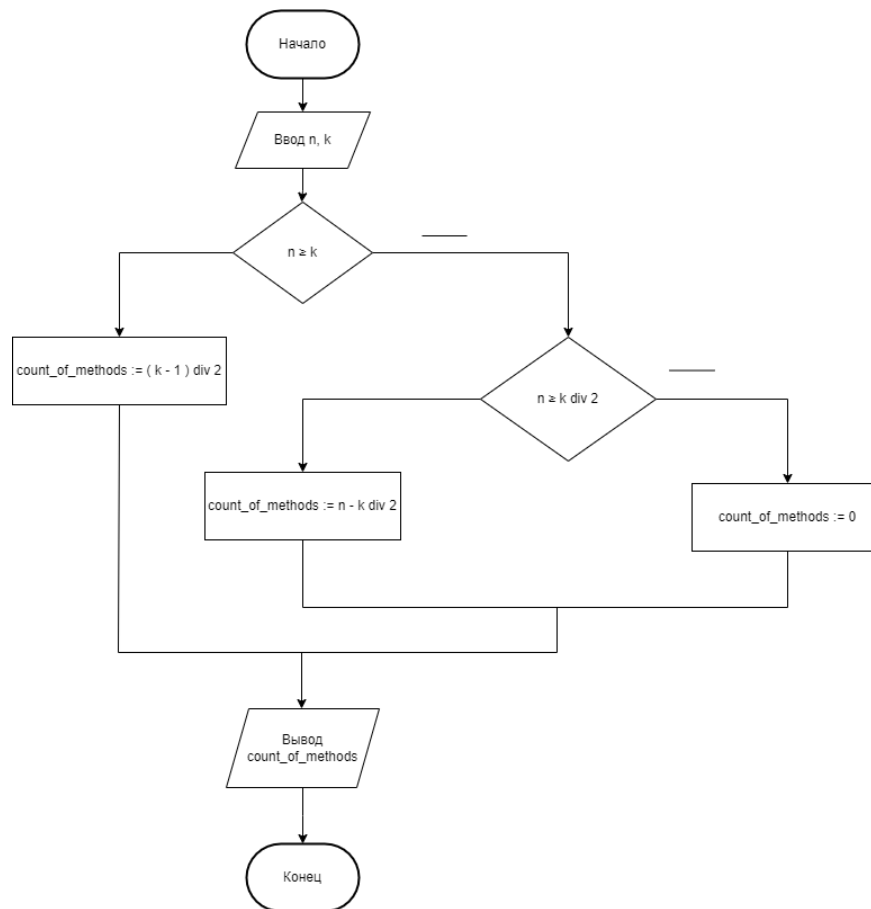 Начало
Ввод n, k
n ≥ k
count_of_methods := ( k - 1 ) div 2
n ≥ k div 2
count_of_methods := n - k div 2
count_of_methods := 0
Вывод
count_of_methods
Конец